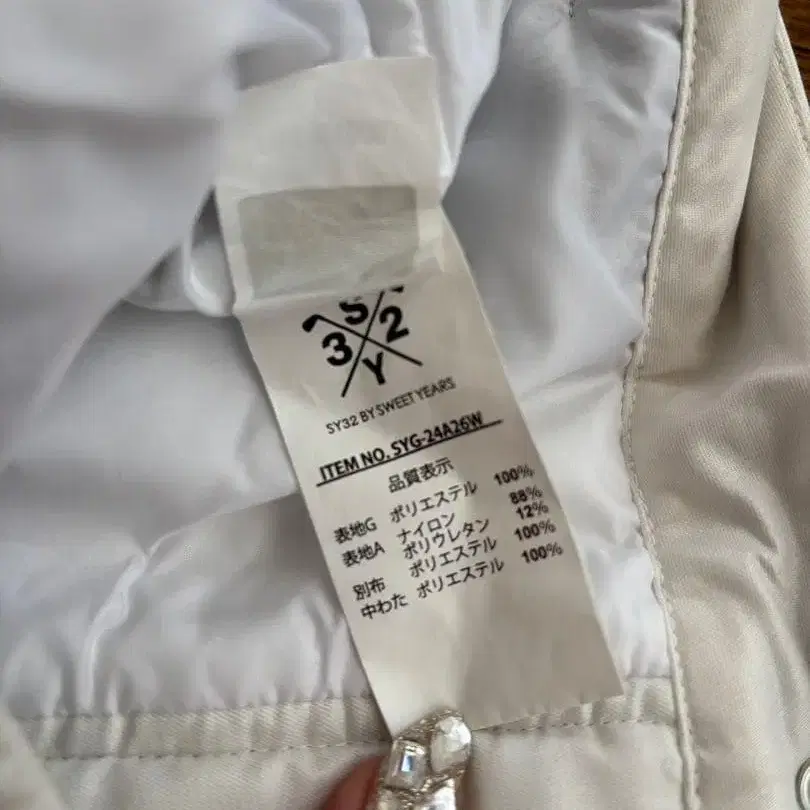 S
3 2
Y
SY32 BY SWEET YEARS
ITEM NO. SYG-24A26W
品質表示
表地G ポリエステル 100%
表地A ナイロン 88%
ポリウレタン 12%
別布 ポリエステル 100%
中わた ポリエステル 100%